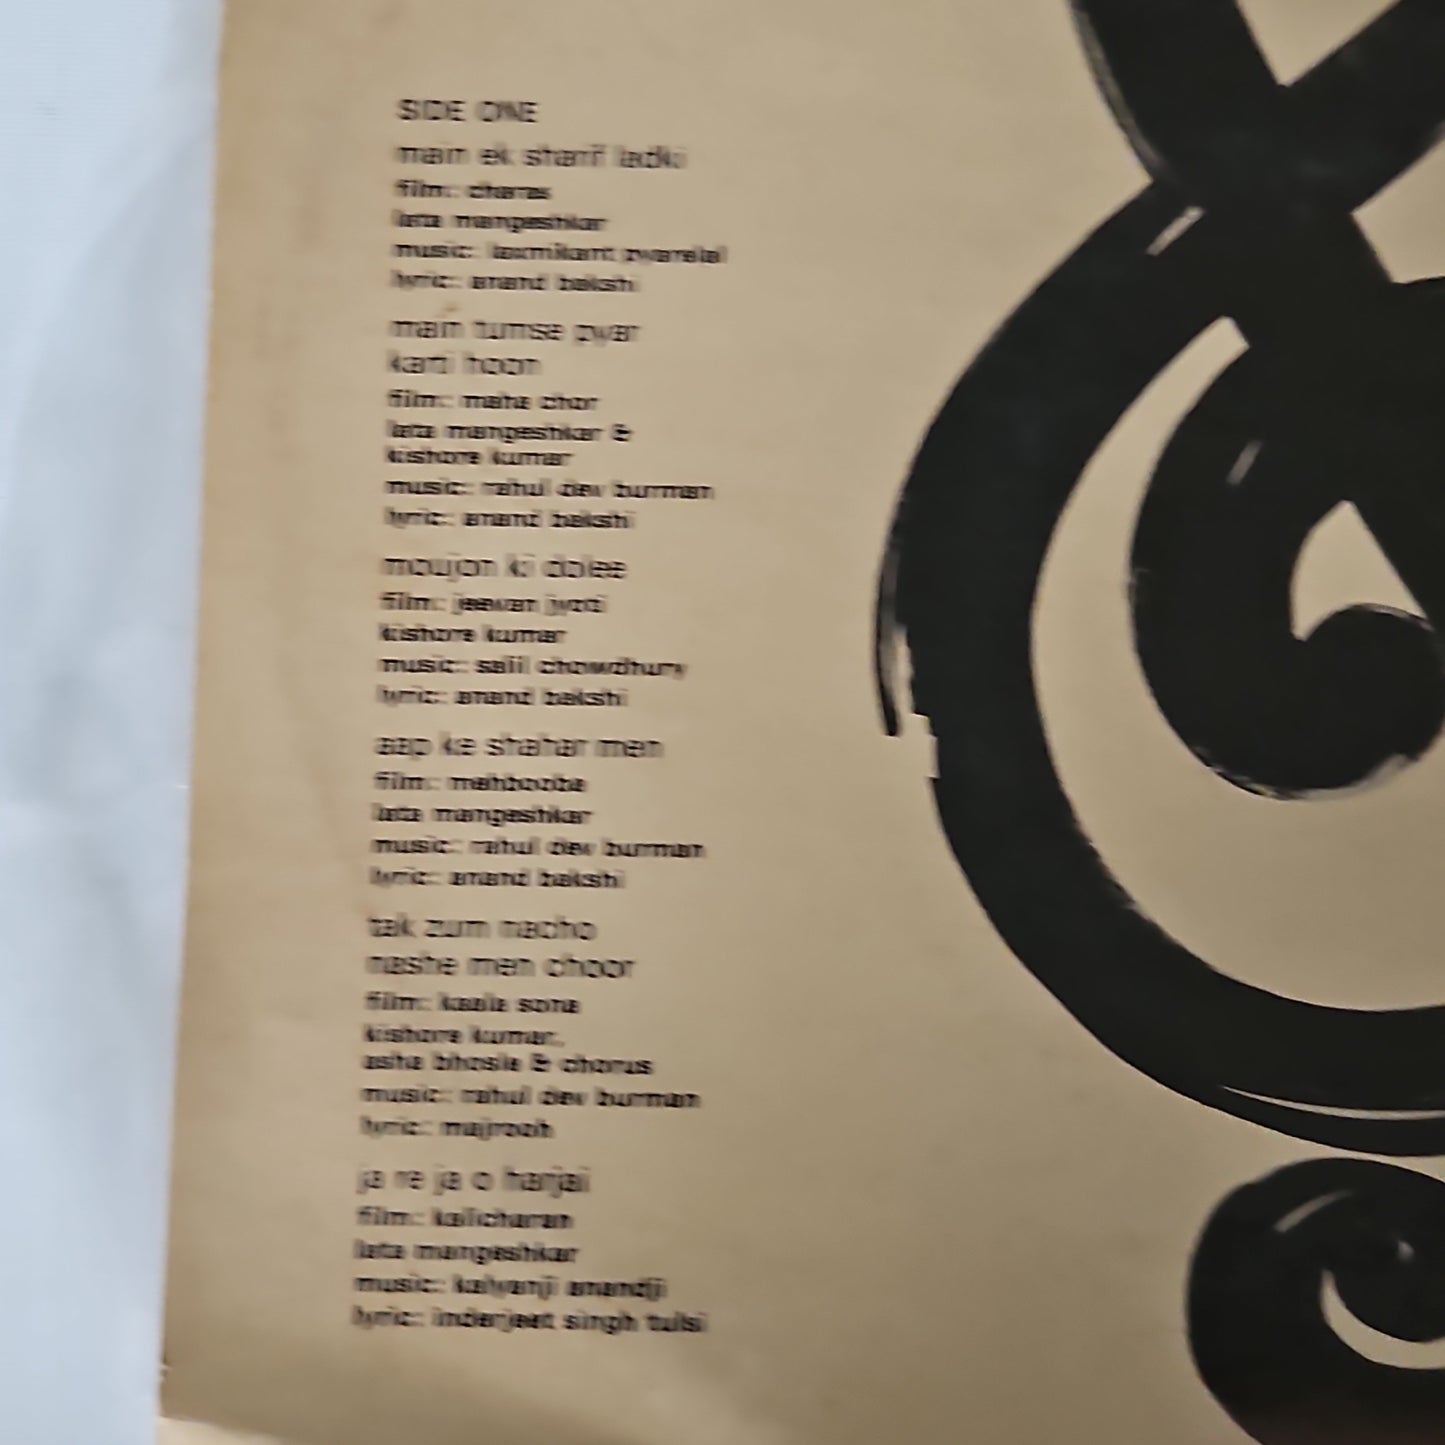 SIDE ONE
main ek sharif ladki
film: charas
lata mangeshkar
music: laxmikant pyarelal
lyric: anand bakshi
main tumse pyar
karti hoon
film: maha chor
lata mangeshkar &
kishore kumar
music: rahul dev burman
lyric: anand bakshi
moujon ki dolee
film: jeevan jyoti
kishore kumar
music: salil chowdhury
lyric: anand bakshi
aap ke shahar men
film: mehbooba
lata mangeshkar
music: rahul dev burman
lyric: anand bakshi
tak zum nacho
nashe men choor
film: kaala sona
kishore kumar,
asha bhosle & chorus
music: rahul dev burman
lyric: majrooh
ja re ja o harjai
film: kalicharan
lata mangeshkar
music: kalyanji anandji
lyric: inderjeet singh tulsi